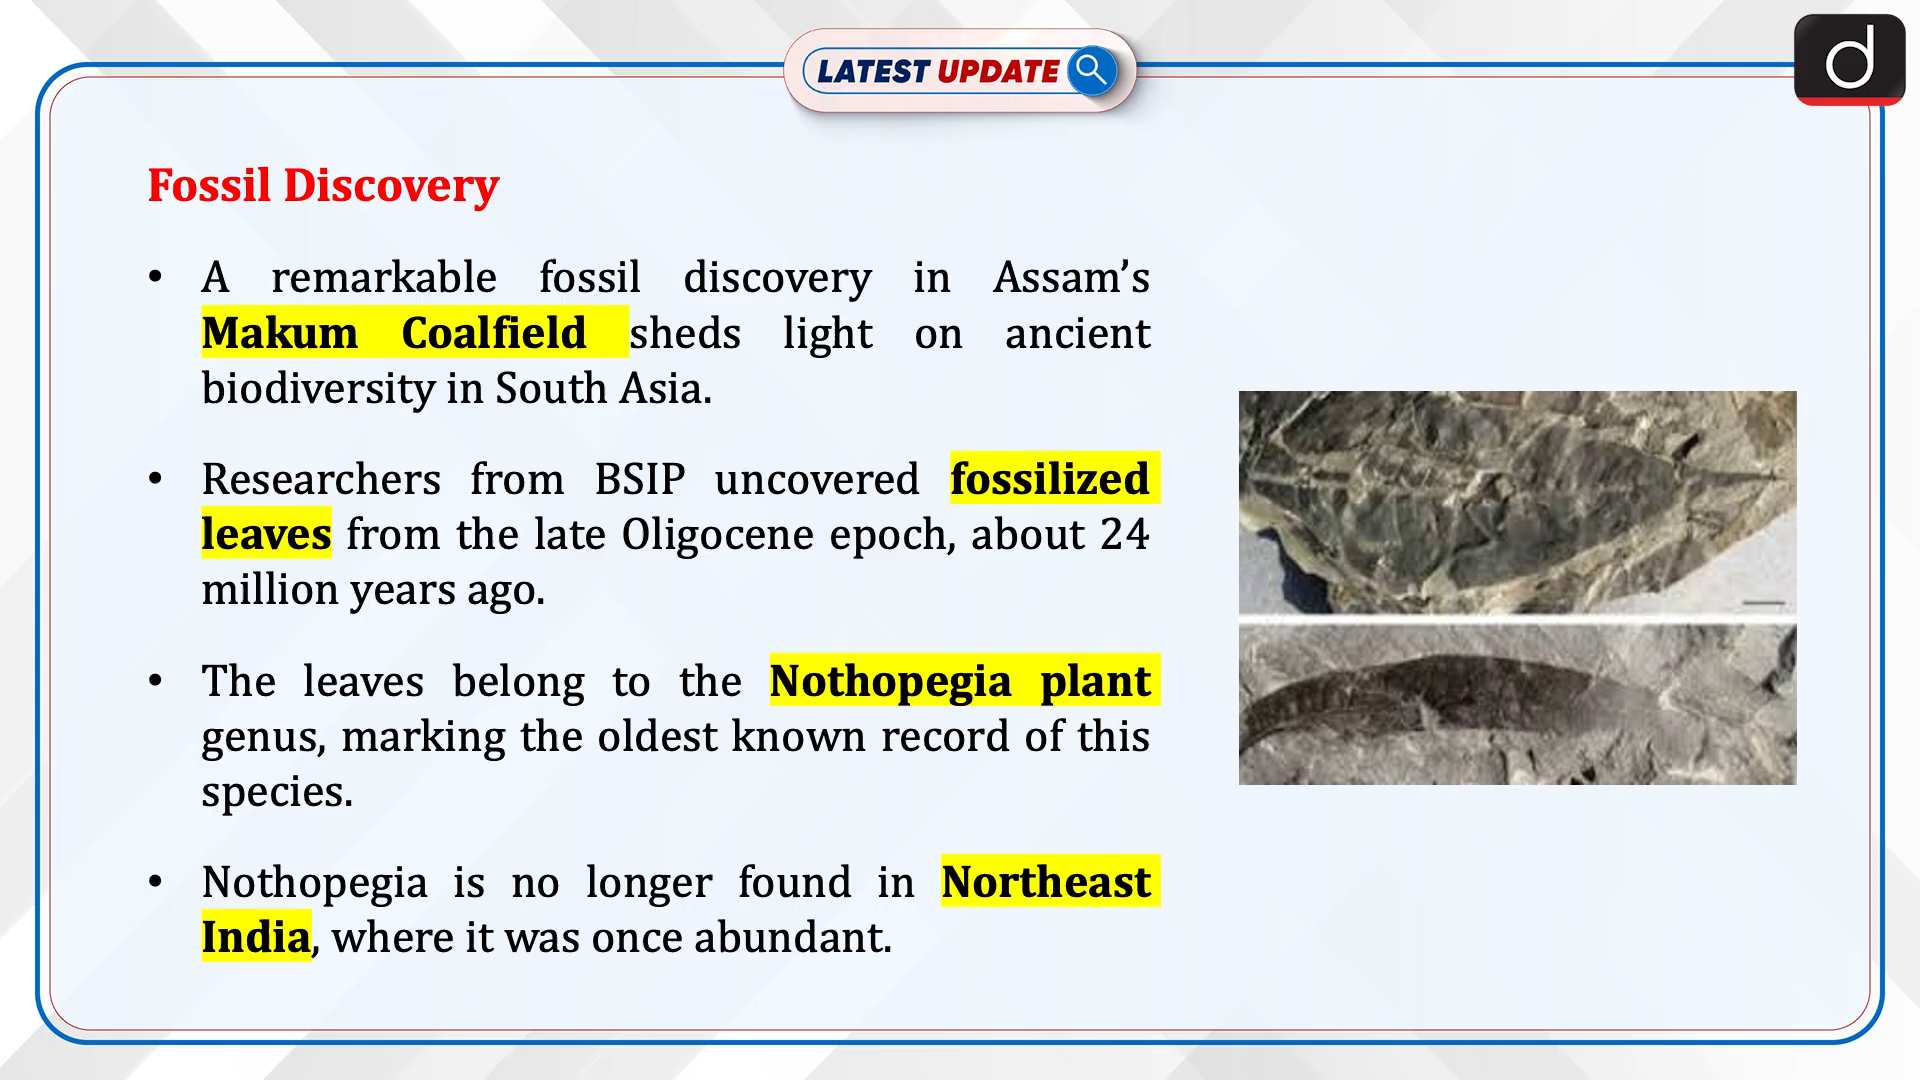 LATEST UPDATE
d
Fossil Discovery
• A remarkable fossil discovery in Assam’s
Makum Coalfield sheds light on ancient
biodiversity in South Asia.
• Researchers from BSIP uncovered fossilized
leaves from the late Oligocene epoch, about 24
million years ago.
• The leaves belong to the Nothopegia plant
genus, marking the oldest known record of this
species.
• Nothopegia is no longer found in Northeast
India, where it was once abundant.